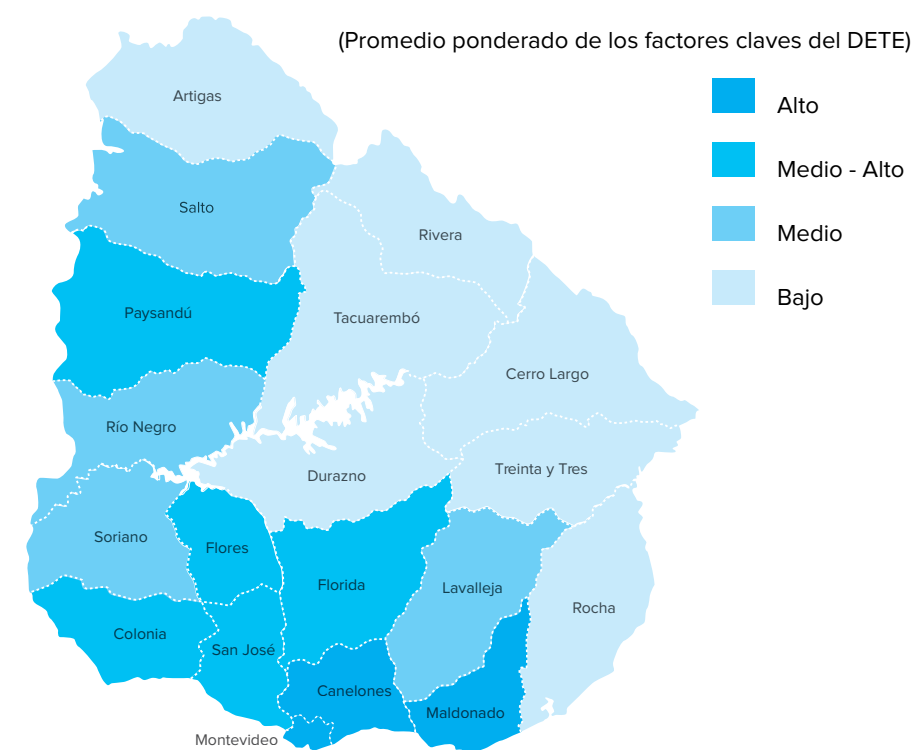 (Promedio ponderado de los factores claves del DETE)
Alto
Medio - Alto
Medio
Bajo
Artigas
Salto
Rivera
Paysandú
Tacuarembó
Cerro Largo
Río Negro
Durazno
Treinta y Tres
Soriano
Flores
Florida
Lavalleja
Rocha
Colonia
San José
Canelones
Maldonado
Montevideo